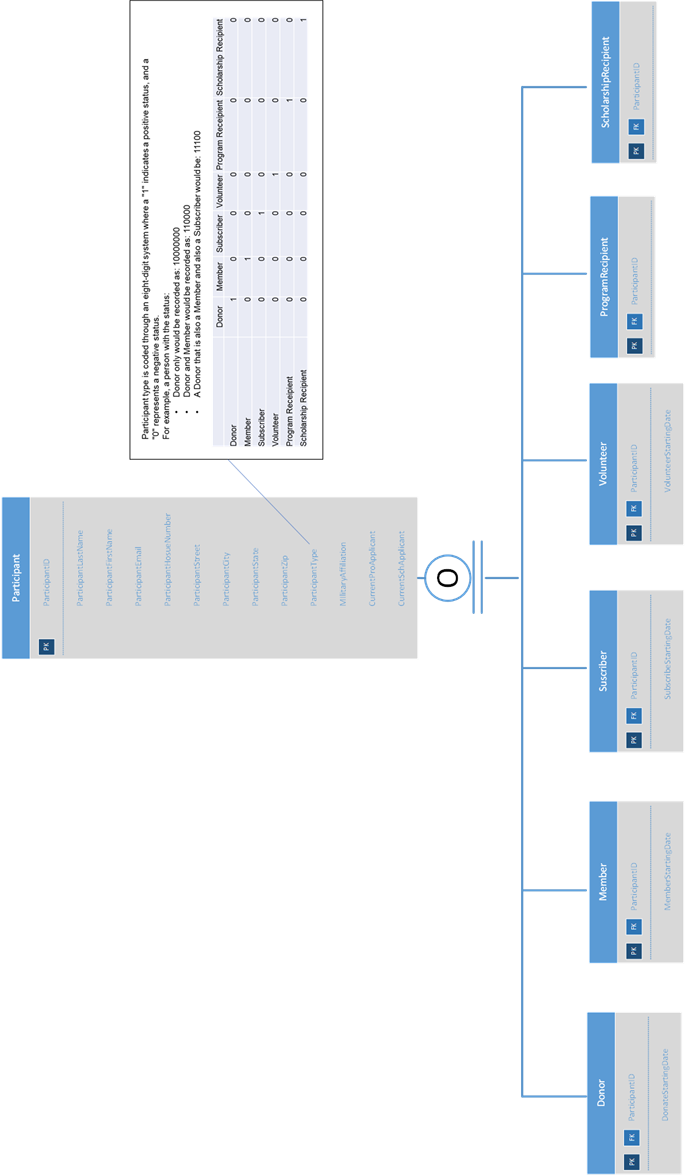 Participant type is coded through an eight-digit system where a "1" indicates a positive status, and a
"0" represents a negative status.
For example, a person with the status:
• Donor only would be recorded as: 10000000
• Donor and Member would be recorded as: 110000
• A Donor that is also a Member and also a Subscriber would be: 11100
Donor Member Subscriber Volunteer Program Receipient Scholarship Recipient
Donor 1 0 0 0 0 0
Member 0 1 0 0 0 0
Subscriber 0 0 1 0 0 0
Volunteer 0 0 0 1 0 0
Program Receipient 0 0 0 0 1 0
Scholarship Recipient 0 0 0 0 0 1
Participant
PK ParticipantID
ParticipantLastName
ParticipantFirstName
ParticipantEmail
ParticipantHosueNumber
ParticipantStreet
ParticipantCity
ParticipantState
ParticipantZip
ParticipantType
MilitaryAffiliation
CurrentProApplicant
CurrentSchApplicant
O
Donor
PK FK ParticipantID
DonateStartingDate
Member
PK FK ParticipantID
MemberStartingDate
Suscriber
PK FK ParticipantID
SubscribeStartingDate
Volunteer
PK FK ParticipantID
VolunteerStartingDate
ProgramRecipient
PK FK ParticipantID
ScholarshipRecipient
PK FK ParticipantID